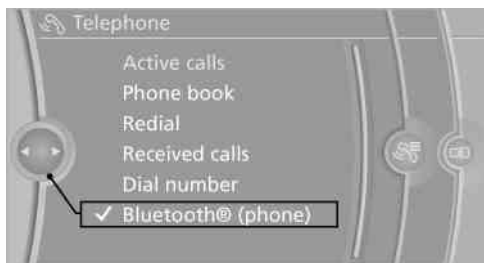 Telephone
Active calls
Phone book
Redial
Received calls
Dial number
✓ Bluetooth® (phone)